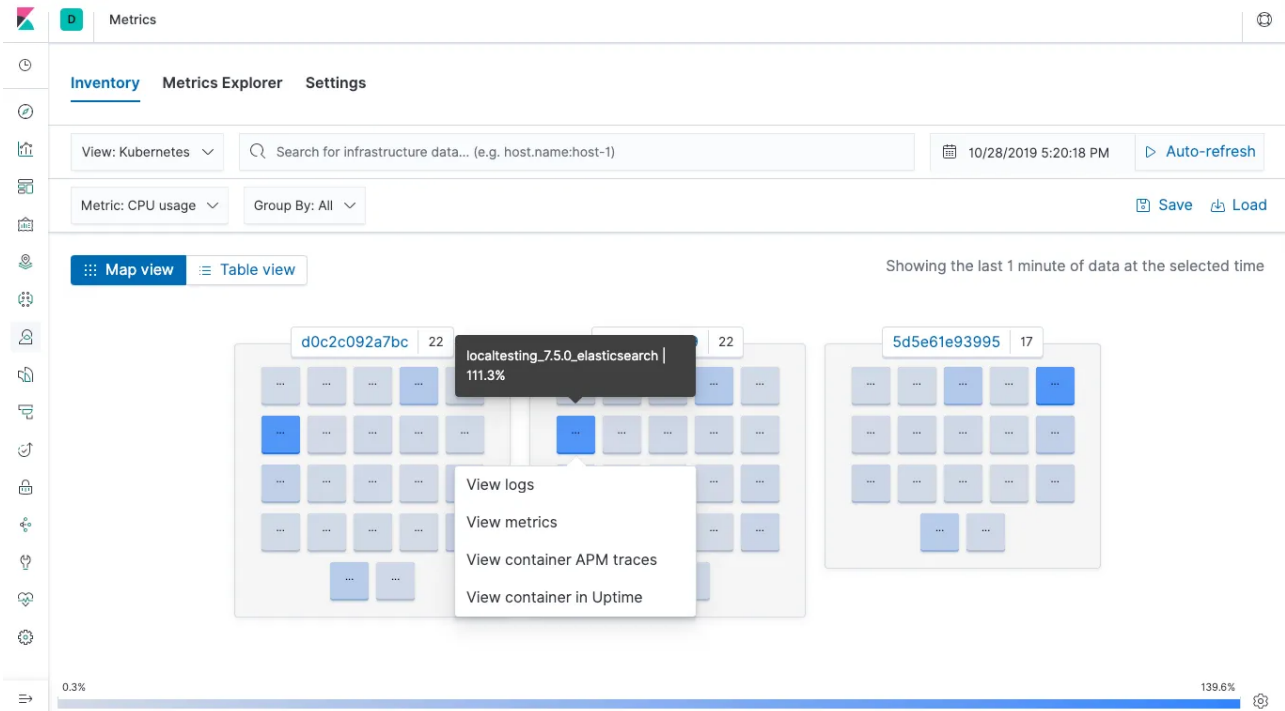 D Metrics
Inventory Metrics Explorer Settings
View: Kubernetes Search for infrastructure data... (e.g. host.name:host-1) 10/28/2019 5:20:18 PM Auto-refresh
Metric: CPU usage Group By: All Save Load
Map view Table view Showing the last 1 minute of data at the selected time
d0c2c092a7bc 22 22 5d5e61e93995 17
localtesting_7.5.0_elasticsearch |
111.3%
View logs
View metrics
View container APM traces
View container in Uptime
0.3% 139.6%